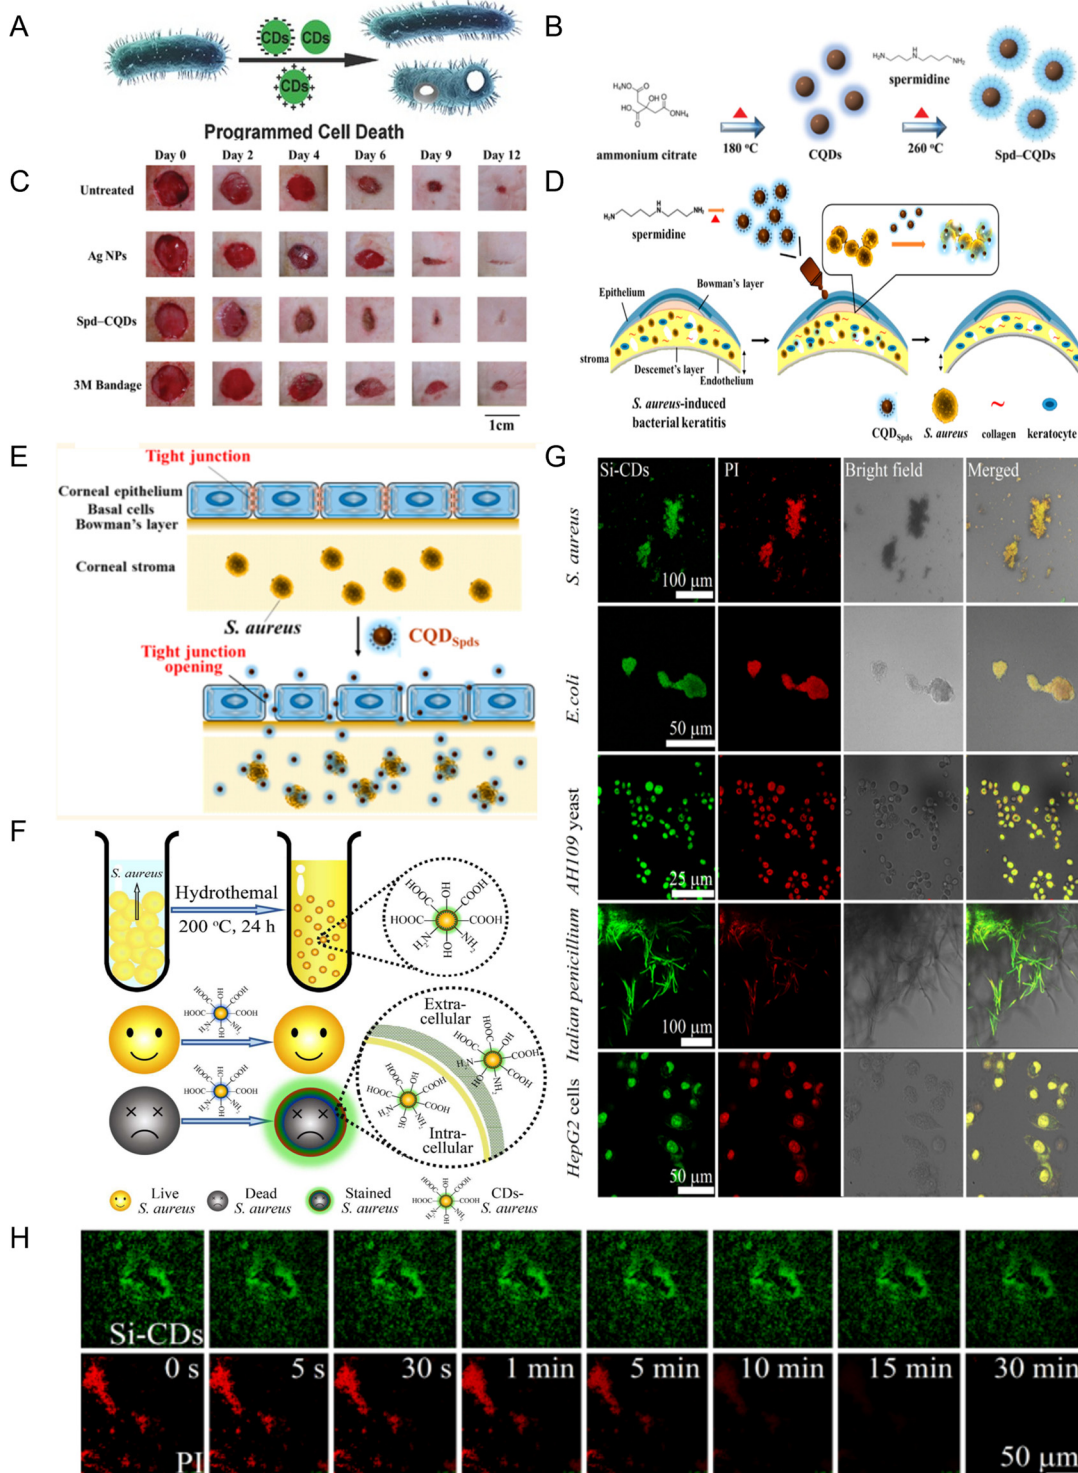 A
CDs CDs
CDs
Programmed Cell Death
B
ammonium citrate
180 °C
CQDs
spermidine
260 °C
Spd–CQDs
C
Day 0 Day 2 Day 4 Day 6 Day 9 Day 12
Untreated
Ag NPs
Spd–CQDs
3M Bandage
1cm
D
spermidine
Epithelium
Bowman's layer
stroma
Descemet's layer
Endothelium
S. aureus-induced
bacterial keratitis
CQDSpds S. aureus collagen keratocyte
E
Tight junction
Corneal epithelium
Basal cells
Bowman's layer
Corneal stroma
S. aureus
CQDSpds
Tight junction
opening
F
S. aureus
Hydrothemal
200 °C, 24 h
HOOC HO COOH
HOOC COOH
H2N OH NH2
Extra-
cellular
Intra-
cellular
Live
S. aureus
Dead
S. aureus
Stained
S. aureus
CDs-
S. aureus
G
Si-CDs PI Bright field Merged
S. aureus
100 μm
E.coli
50 μm
AH109 yeast
25 μm
Italian penicillium
100 μm
HepG2 cells
50 μm
H
Si-CDs
0 s 5 s 30 s 1 min 5 min 10 min 15 min 30 min
PI
50 μm